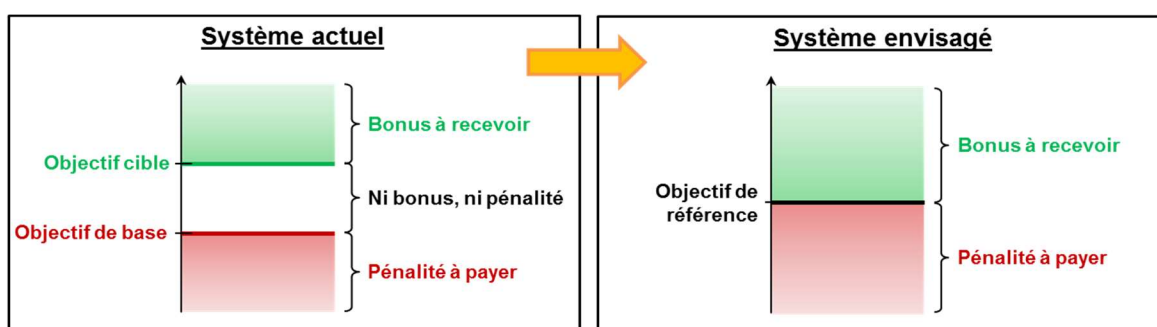 Système actuel
Bonus à recevoir
Objectif cible
Ni bonus, ni pénalité
Objectif de base
Pénalité à payer
Système envisagé
Bonus à recevoir
Objectif de
référence
Pénalité à payer